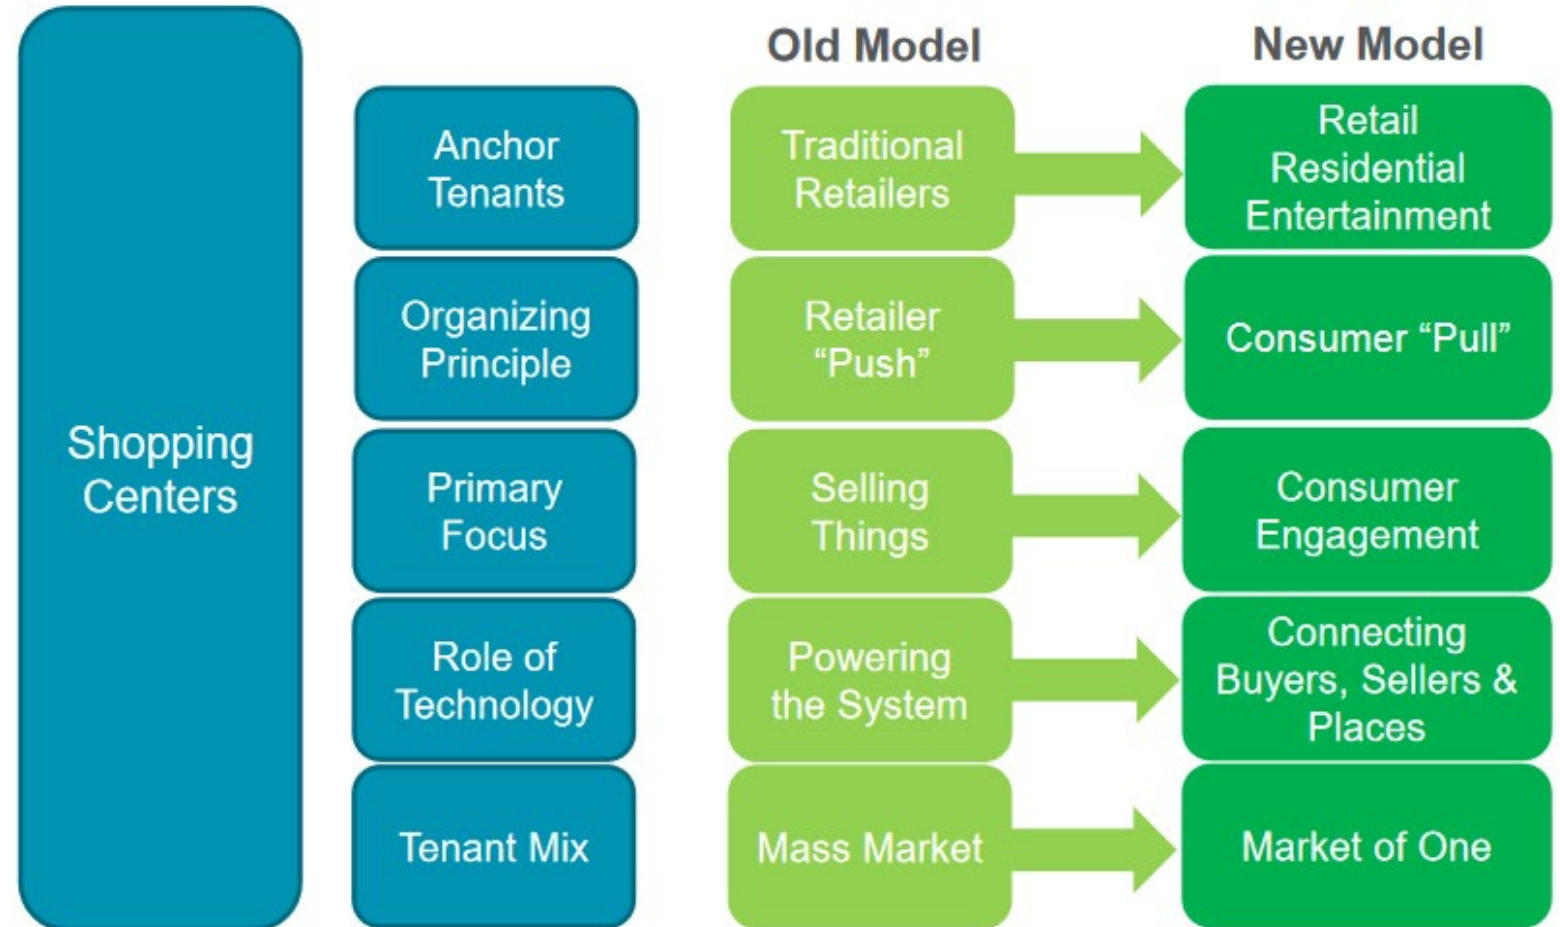 Old Model
New Model
Shopping
Centers
Anchor
Tenants
Traditional
Retailers
Retail
Residential
Entertainment
Organizing
Principle
Retailer
“Push”
Consumer “Pull”
Primary
Focus
Selling
Things
Consumer
Engagement
Role of
Technology
Powering
the System
Connecting
Buyers, Sellers &
Places
Tenant Mix
Mass Market
Market of One